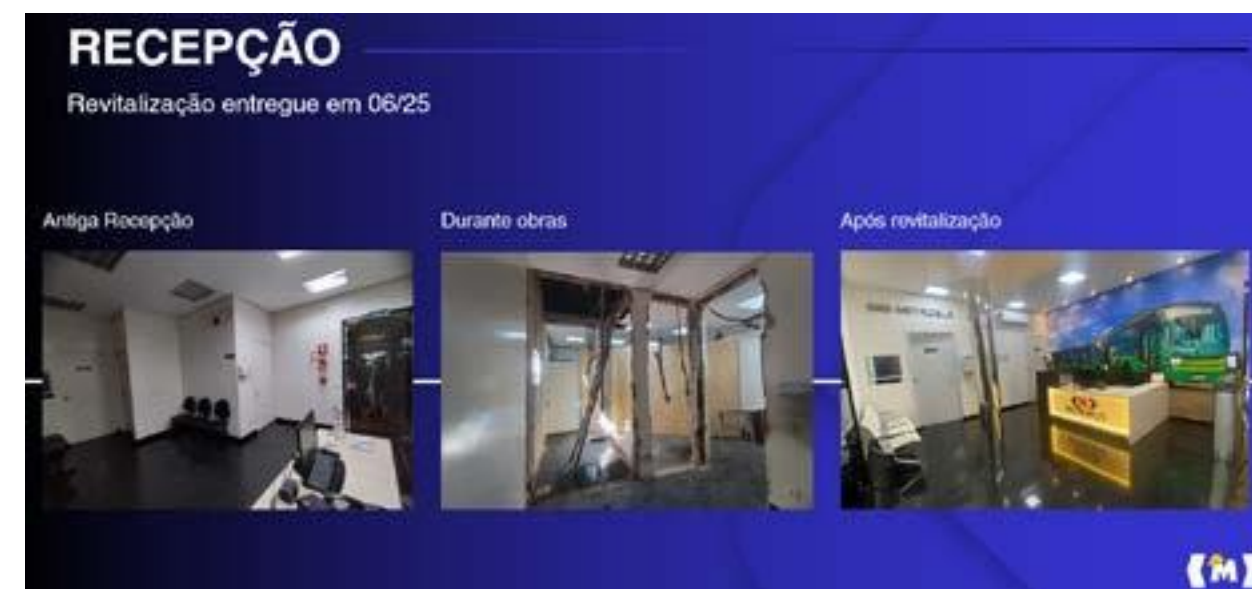 RECEPÇÃO
Revitalização entregue em 06/25
Antiga Recepção
Durante obras
Após revitalização
M